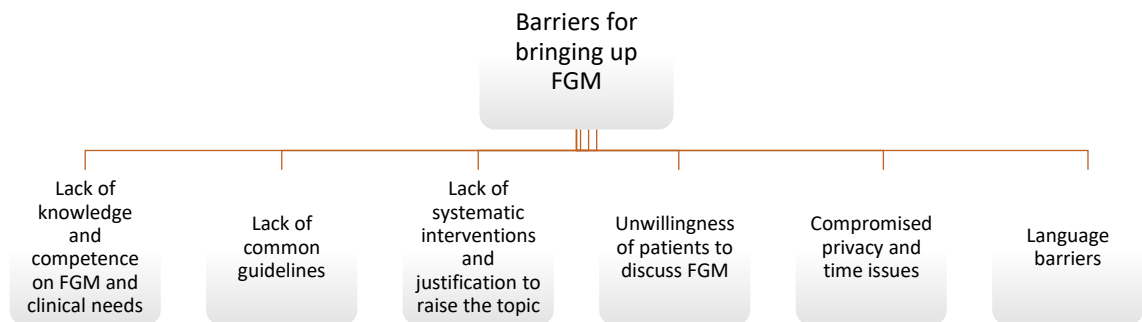 Barriers for
bringing up
FGM
Lack of
knowledge
and
competence
on FGM and
clinical needs
Lack of
common
guidelines
Lack of
systematic
interventions
and
justification to
raise the topic
Unwillingness
of patients to
discuss FGM
Compromised
privacy and
time issues
Language
barriers